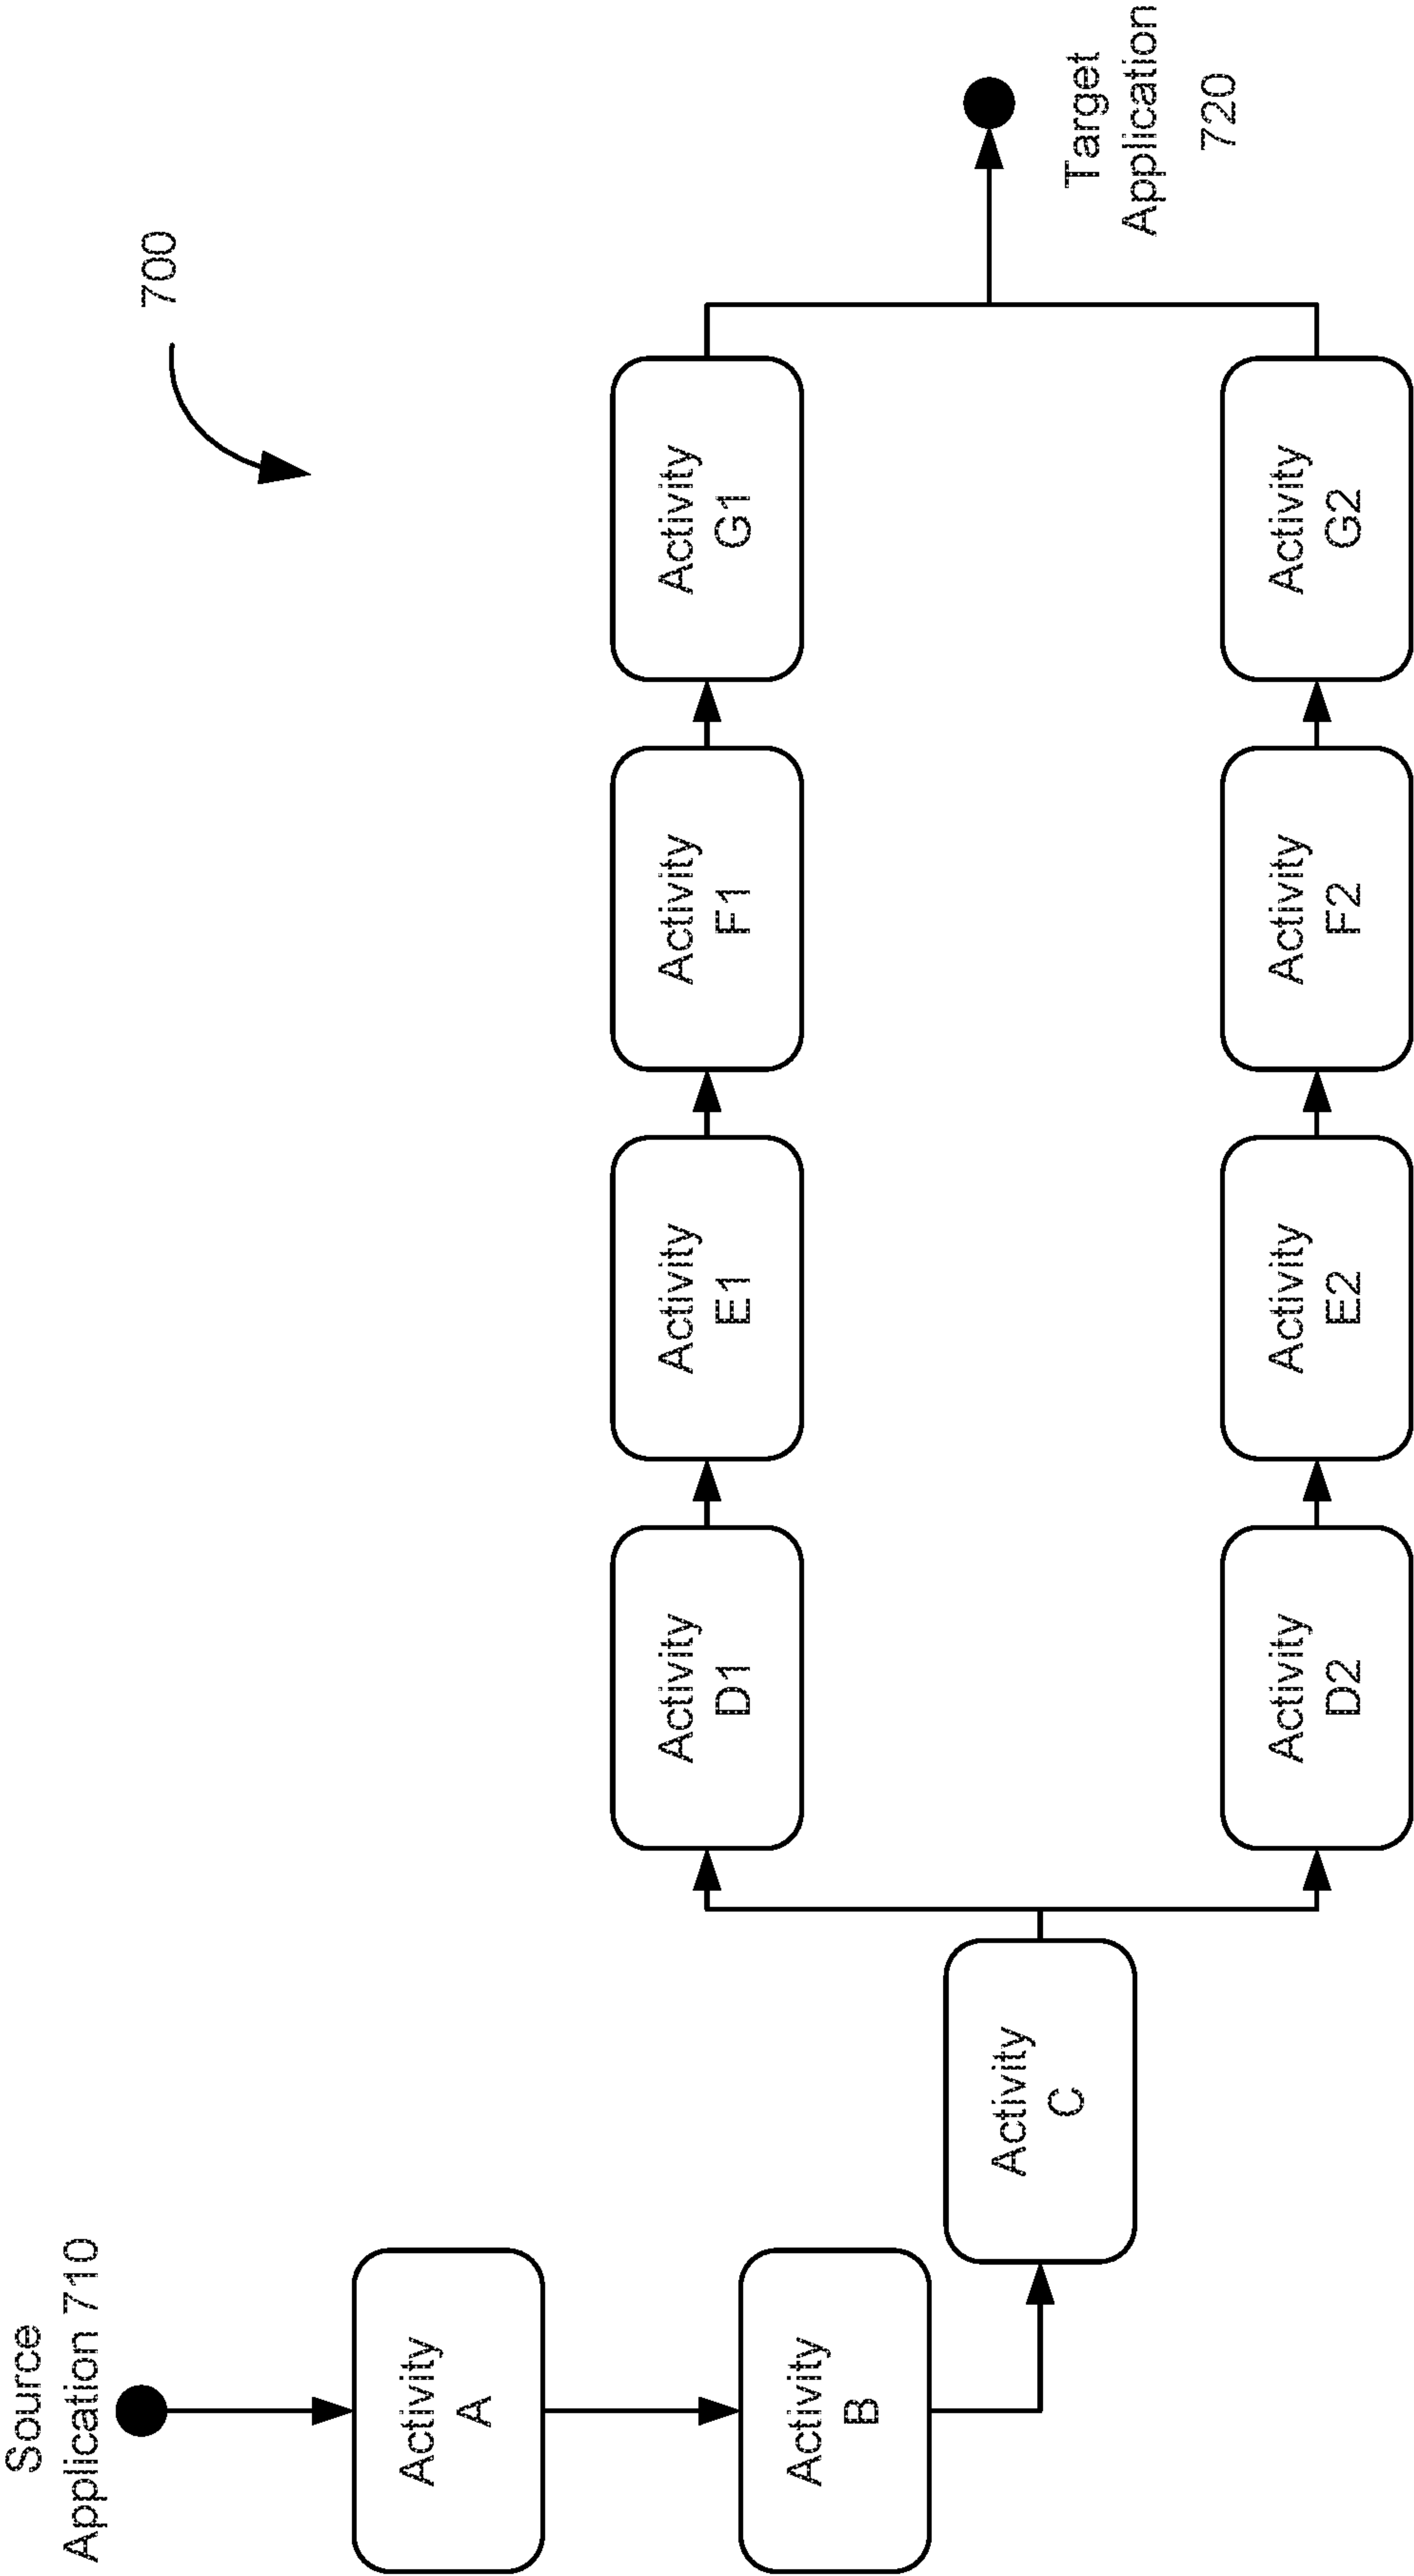 700
Source
Application 710
Activity
A
Activity
B
Activity
C
Activity
D1
Activity
E1
Activity
F1
Activity
G1
Activity
D2
Activity
E2
Activity
F2
Activity
G2
Target
Application
720